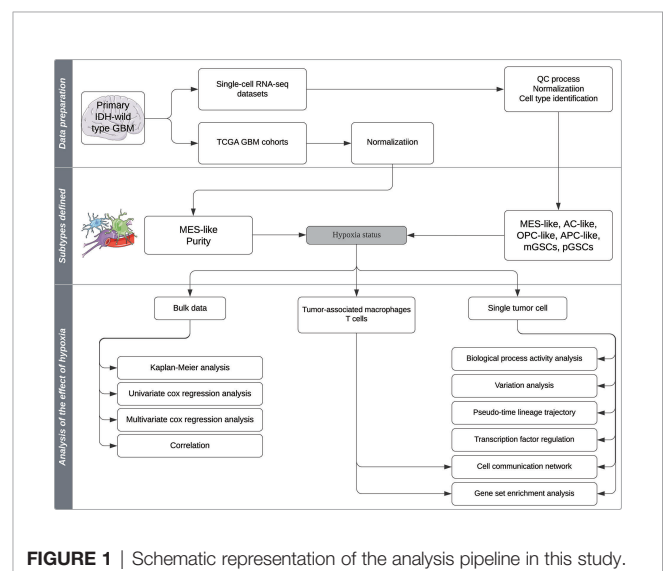 Data preparation
Primary
IDH-wild
type GBM
Single-cell RNA-seq
datasets
TCGA GBM cohorts
Normalizatiion
QC process
Normalizatiion
Cell type identification
Subtypes defined
MES-like
Purity
Hypoxia status
MES-like, AC-like,
OPC-like, APC-like,
mGSCs, pGSCs
Analysis of the effect of hypoxia
Bulk data
Kaplan-Meier analysis
Univariate cox regression analysis
Multivariate cox regression analysis
Correlation
Tumor-associated macrophages
T cells
Single tumor cell
Biological process activity analysis
Variation analysis
Pseudo-time lineage trajectory
Transcription factor regulation
Cell communication network
Gene set enrichment analysis
FIGURE 1 | Schematic representation of the analysis pipeline in this study.